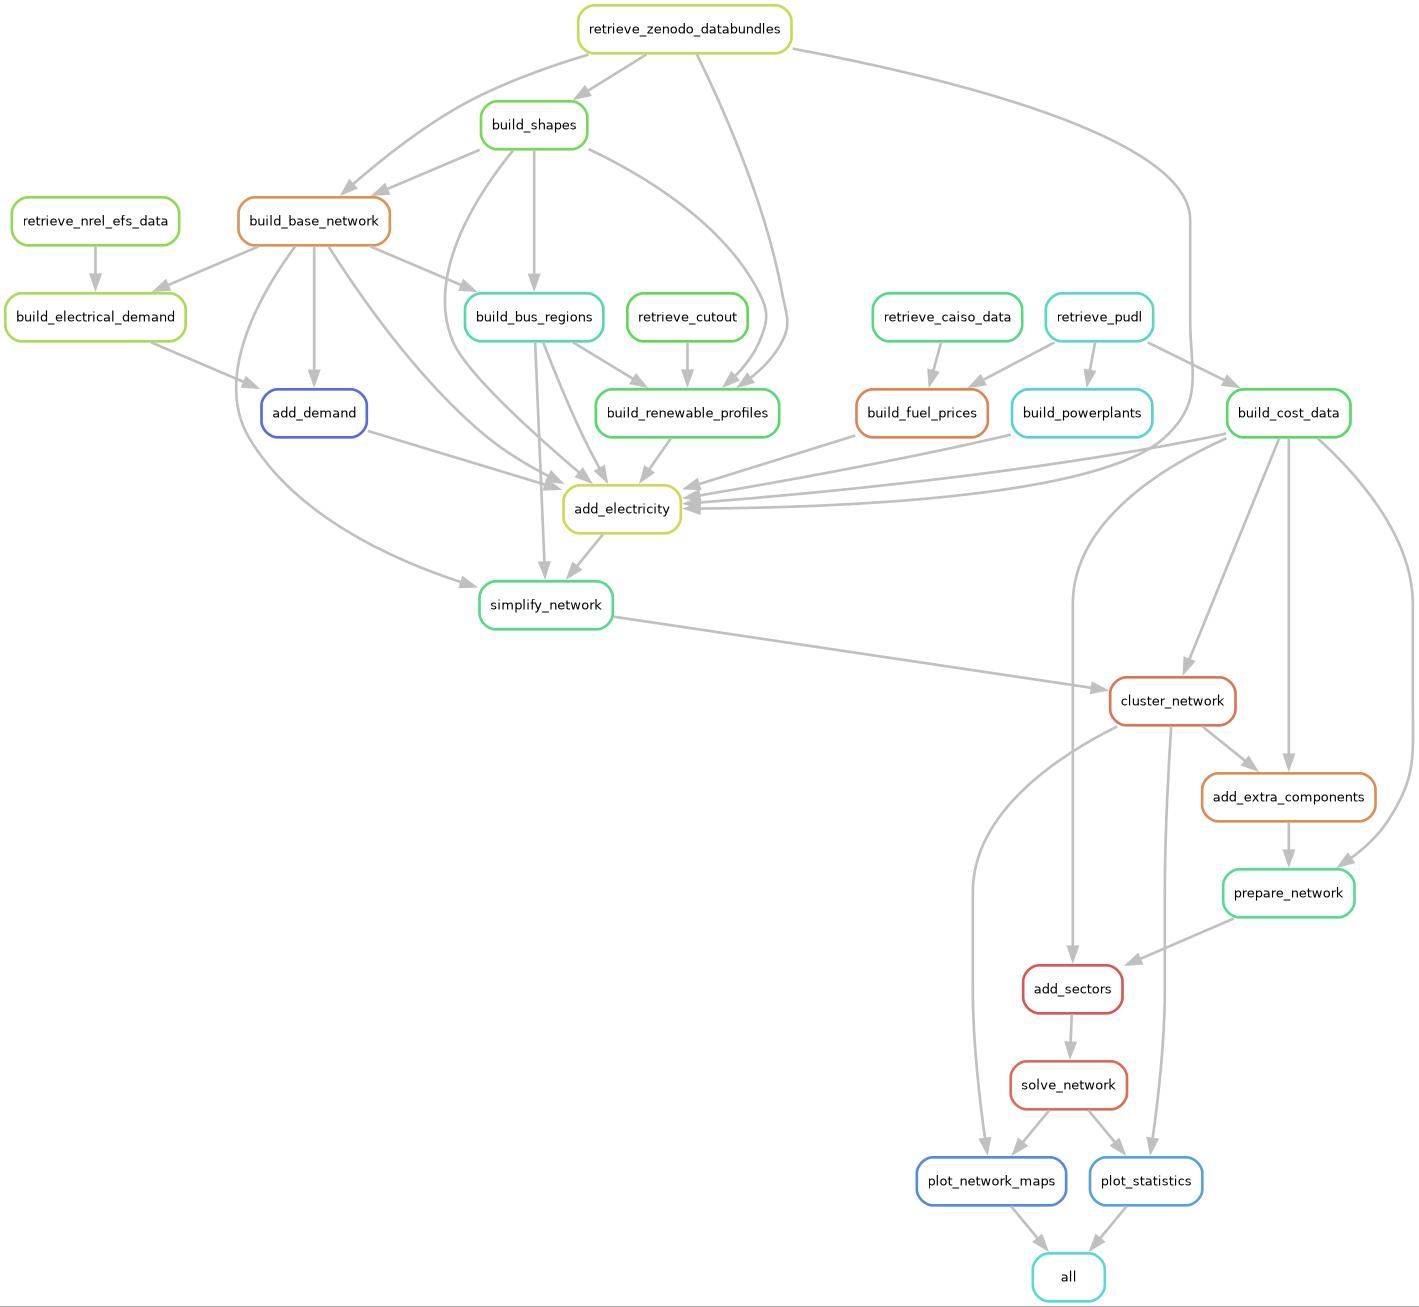 retrieve_zenodo_databundles
build_shapes
retrieve_nrel_efs_data
build_base_network
build_electrical_demand
build_bus_regions
retrieve_cutout
retrieve_caiso_data
retrieve_pudl
add_demand
build_renewable_profiles
build_fuel_prices
build_powerplants
build_cost_data
add_electricity
simplify_network
cluster_network
add_extra_components
prepare_network
add_sectors
solve_network
plot_network_maps
plot_statistics
all